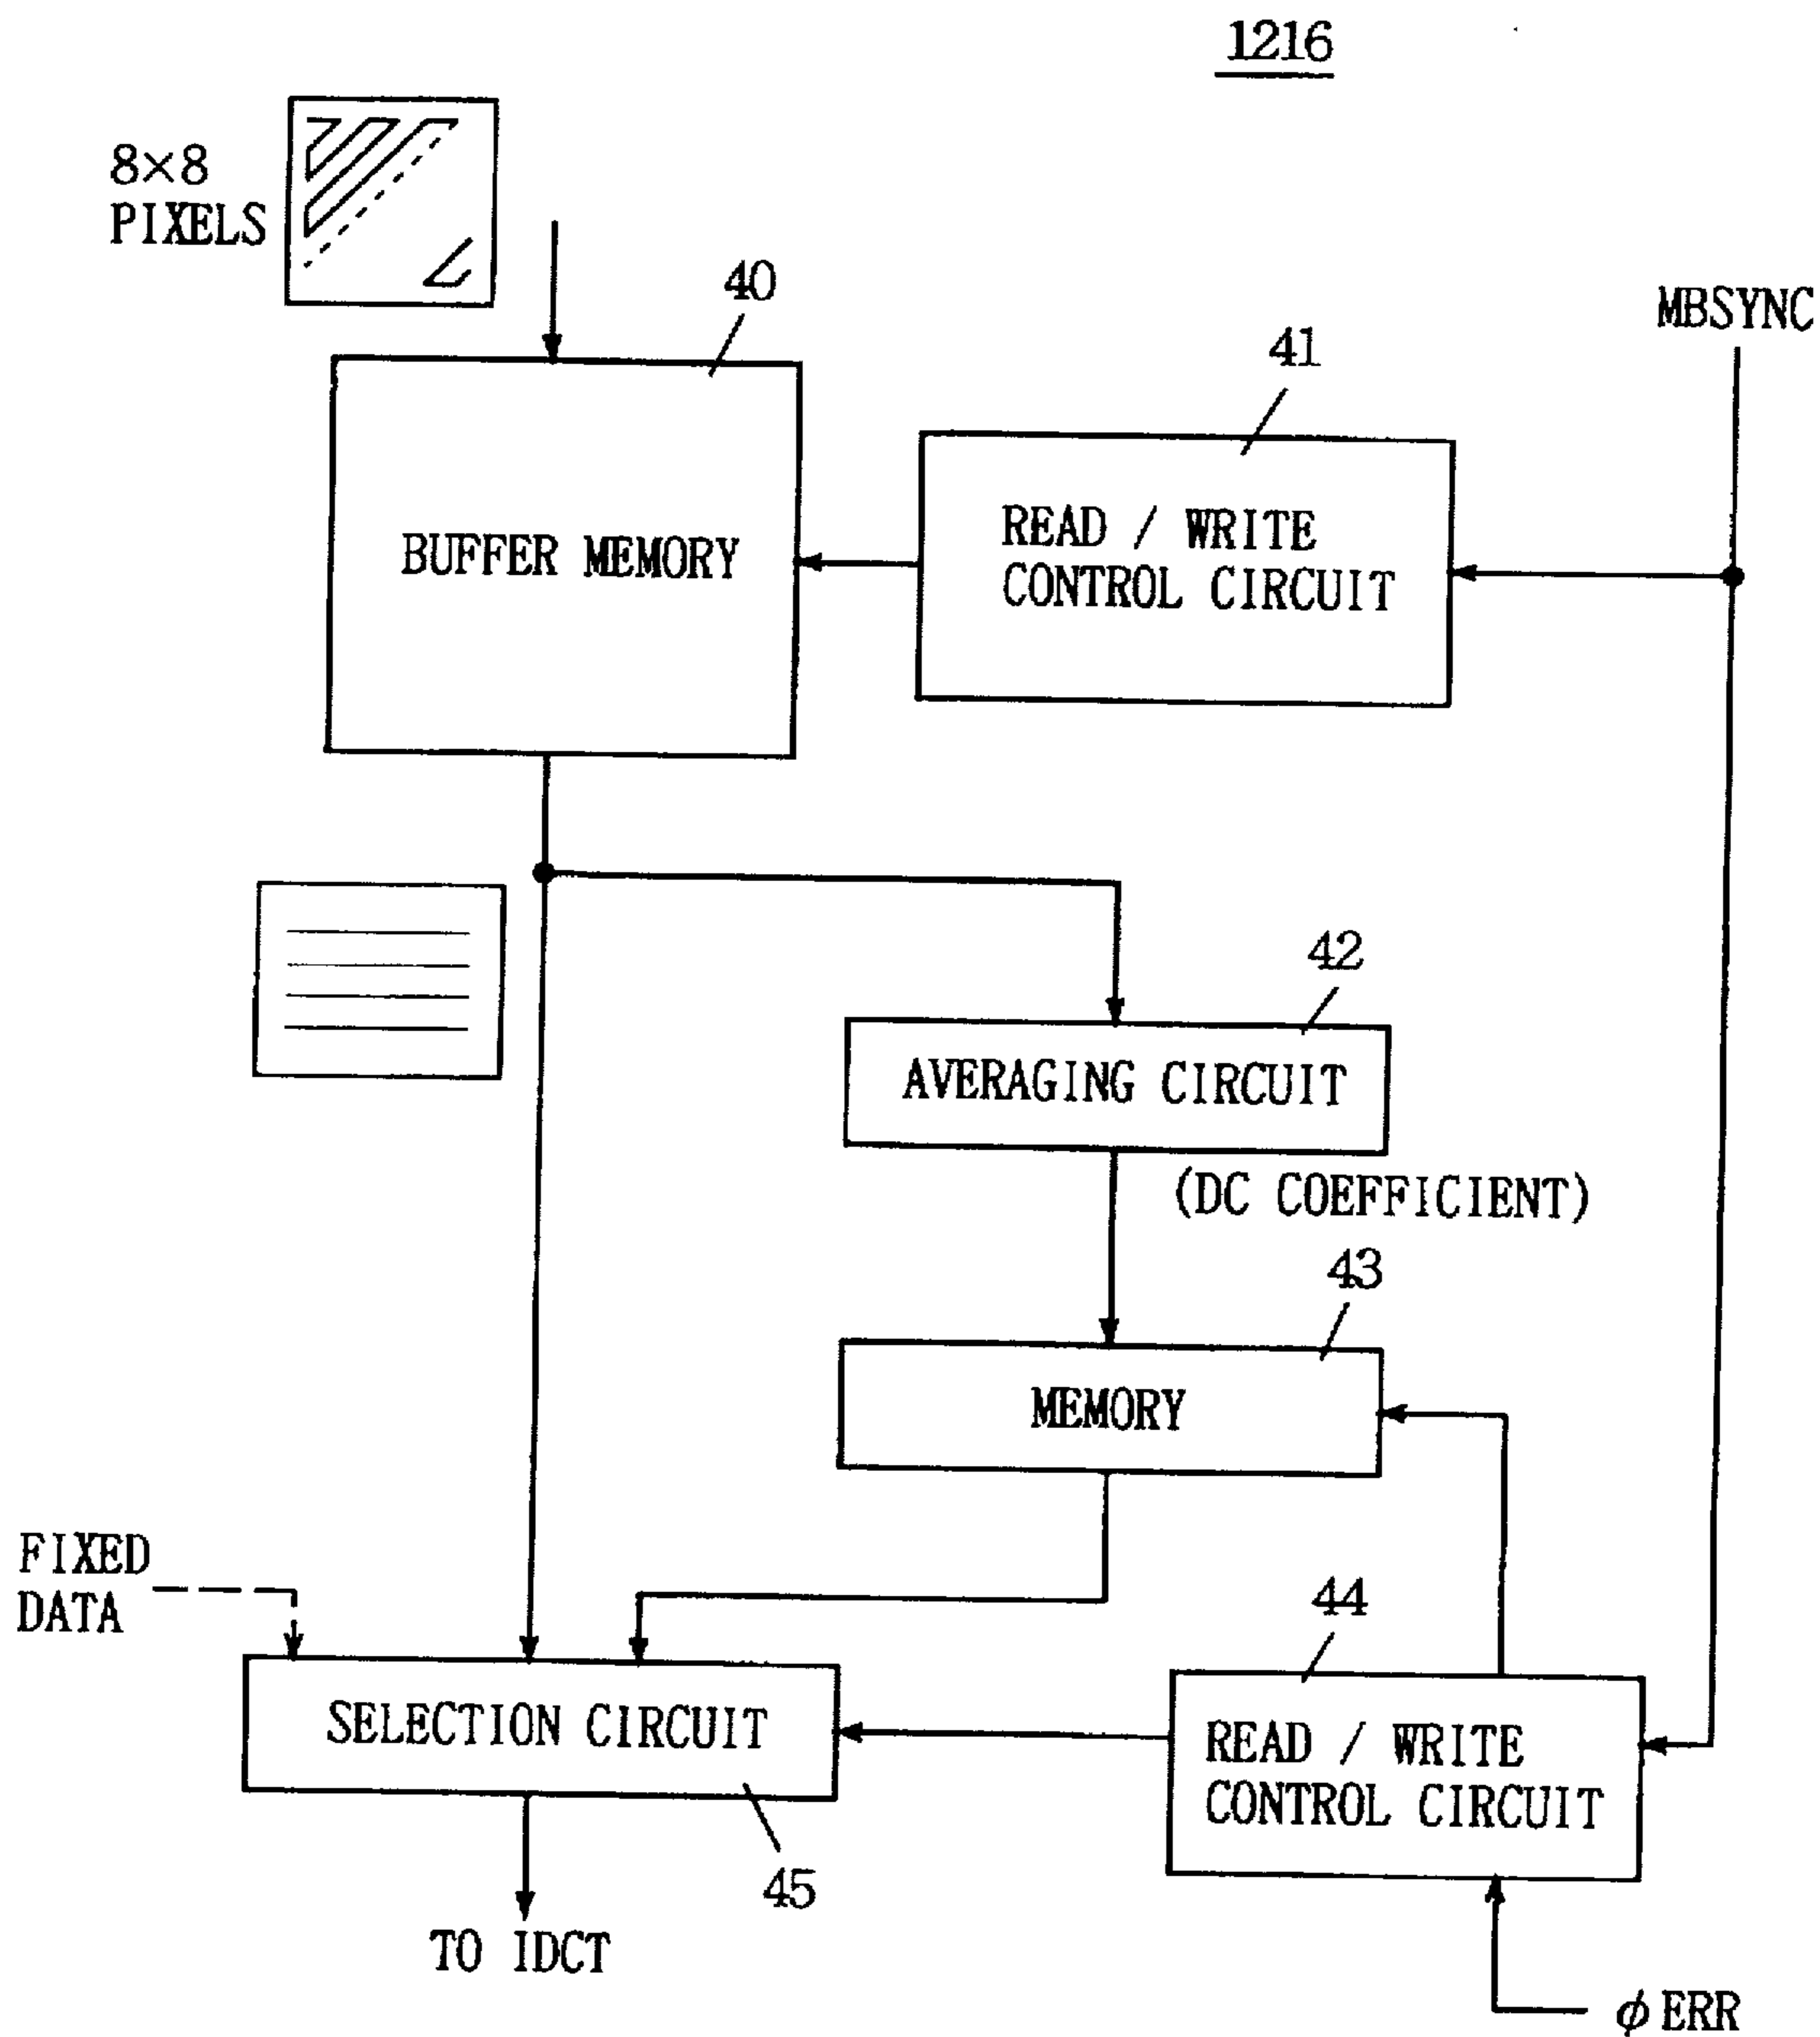 1216
8×8
PIXELS
40
MBSYNC
41
BUFFER MEMORY
READ / WRITE
CONTROL CIRCUIT
42
AVERAGING CIRCUIT
(DC COEFFICIENT)
43
MEMORY
FIXED
DATA
44
SELECTION CIRCUIT
READ / WRITE
CONTROL CIRCUIT
45
TO IDCT
φ ERR